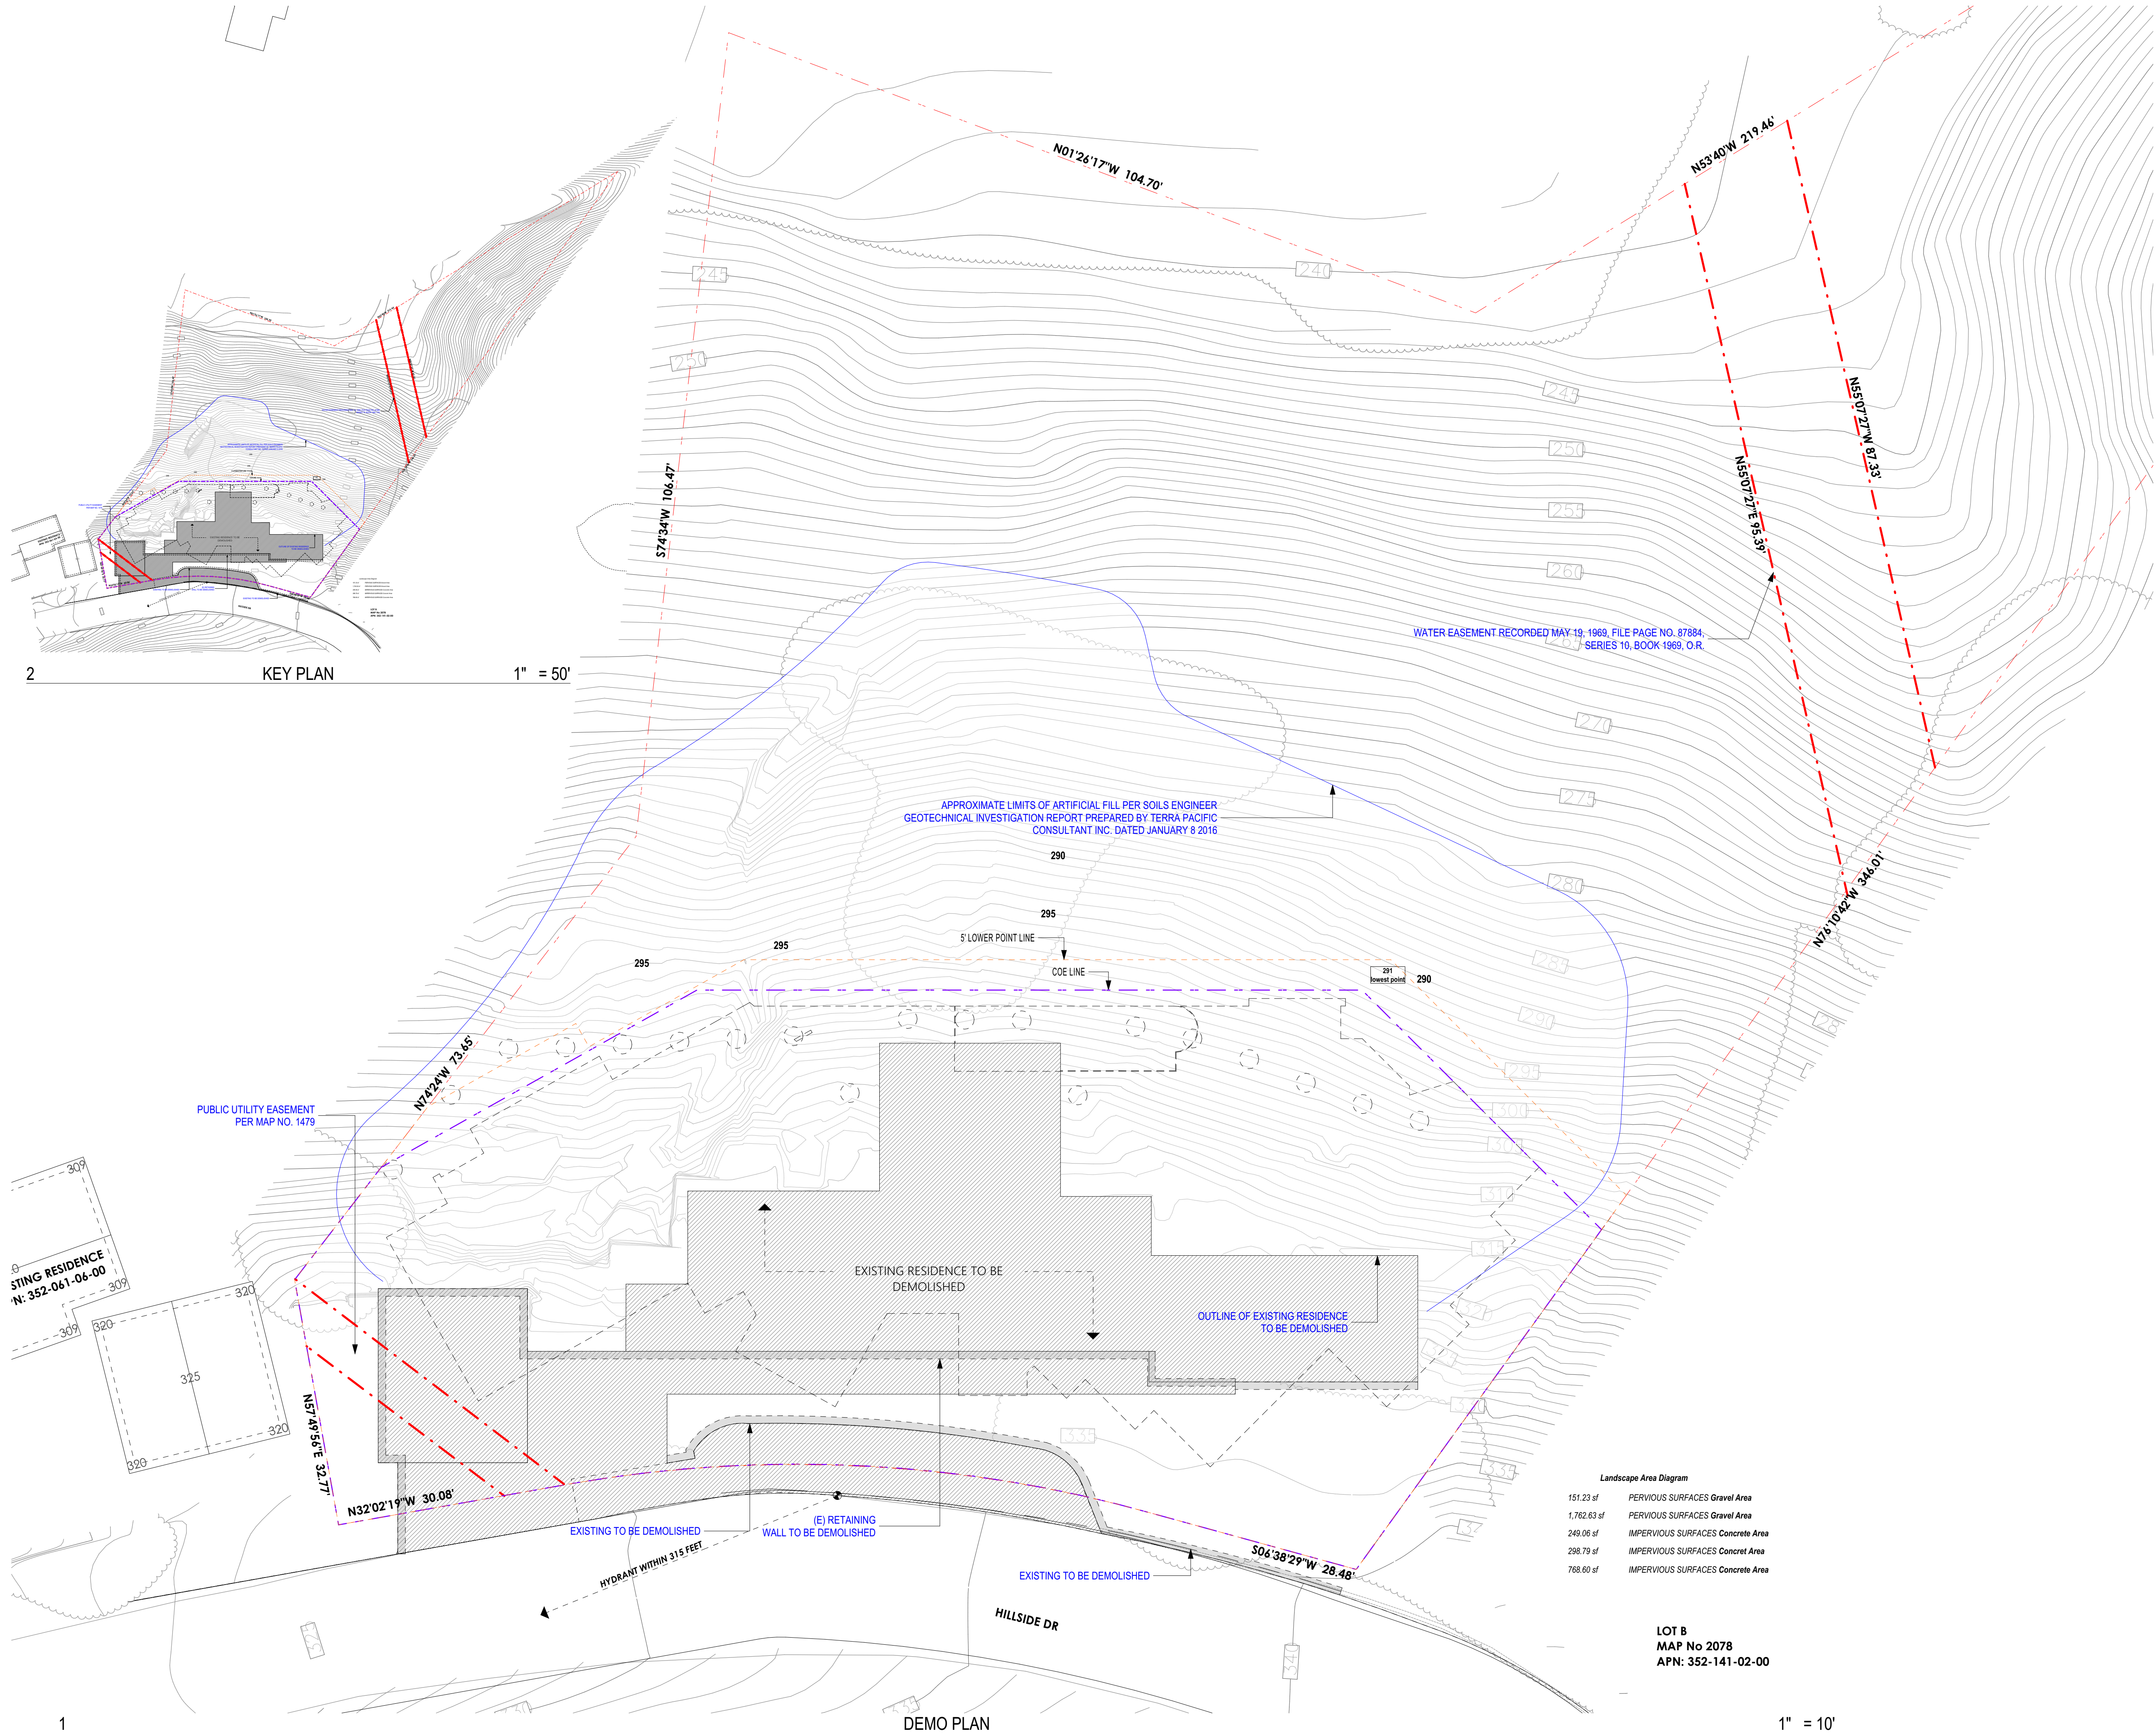 N01'26'17"W 104.70'
N53'40'W 219.46'
N55'07'27"W 87.33'
N55'07'27"E 95.39'
S74'34'W 106.47'
245
240
250
245
250
255
260
265
270
275
280
WATER EASEMENT RECORDED MAY 19, 1969, FILE PAGE NO. 87884,
SERIES 10, BOOK 1969, O.R.
2
KEY PLAN
1" = 50'
APPROXIMATE LIMITS OF ARTIFICIAL FILL PER SOILS ENGINEER
GEOTECHNICAL INVESTIGATION REPORT PREPARED BY TERRA PACIFIC
CONSULTANT INC. DATED JANUARY 8 2016
N76'10'42"W 346.01'
290
295
295
295
5' LOWER POINT LINE
COE LINE
291
lowest point
290
290
295
300
310
N74'24'W 73.65'
PUBLIC UTILITY EASEMENT
PER MAP NO. 1479
309
STING RESIDENCE
N: 352-061-06-00
309
309
320
320
325
320
320
EXISTING RESIDENCE TO BE
DEMOLISHED
OUTLINE OF EXISTING RESIDENCE
TO BE DEMOLISHED
N57'49'56"E 32.77'
N32'02'19"W 30.08'
335
335
EXISTING TO BE DEMOLISHED
(E) RETAINING
WALL TO BE DEMOLISHED
HYDRANT WITHIN 315 FEET
EXISTING TO BE DEMOLISHED
S06'38'29"W 28.48'
HILLSIDE DR
340
Landscape Area Diagram
151.23 sf PERVIOUS SURFACES Gravel Area
1,762.63 sf PERVIOUS SURFACES Gravel Area
249.06 sf IMPERVIOUS SURFACES Concrete Area
298.79 sf IMPERVIOUS SURFACES Concret Area
768.60 sf IMPERVIOUS SURFACES Concrete Area
LOT B
MAP No 2078
APN: 352-141-02-00
1
DEMO PLAN
1" = 10'